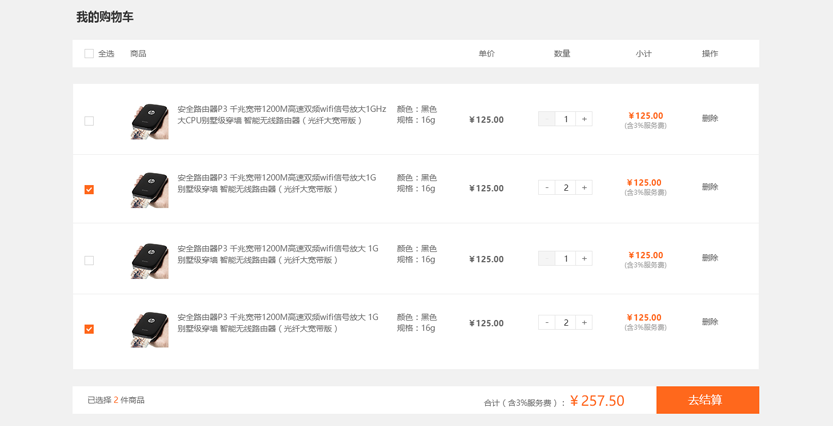 我的购物车
全选 商品 单价 数量 小计 操作
安全路由器P3 千兆宽带1200M高速双频wifi信号放大1GHz 颜色：黑色
大CPU别墅级穿墙 智能无线路由器（光纤大宽带版） 规格：16g
¥125.00 - 1 + ¥125.00 删除
(含3%服务费)
安全路由器P3 千兆宽带1200M高速双频wifi信号放大1G 颜色：黑色
别墅级穿墙 智能无线路由器（光纤大宽带版） 规格：16g
¥125.00 - 2 + ¥125.00 删除
(含3%服务费)
安全路由器P3 千兆宽带1200M高速双频wifi信号放大 1G 颜色：黑色
别墅级穿墙 智能无线路由器（光纤大宽带版） 规格：16g
¥125.00 - 1 + ¥125.00 删除
(含3%服务费)
安全路由器P3 千兆宽带1200M高速双频wifi信号放大 1G 颜色：黑色
别墅级穿墙 智能无线路由器（光纤大宽带版） 规格：16g
¥125.00 - 2 + ¥125.00 删除
(含3%服务费)
已选择 2 件商品 合计（含3%服务费）：¥257.50 去结算